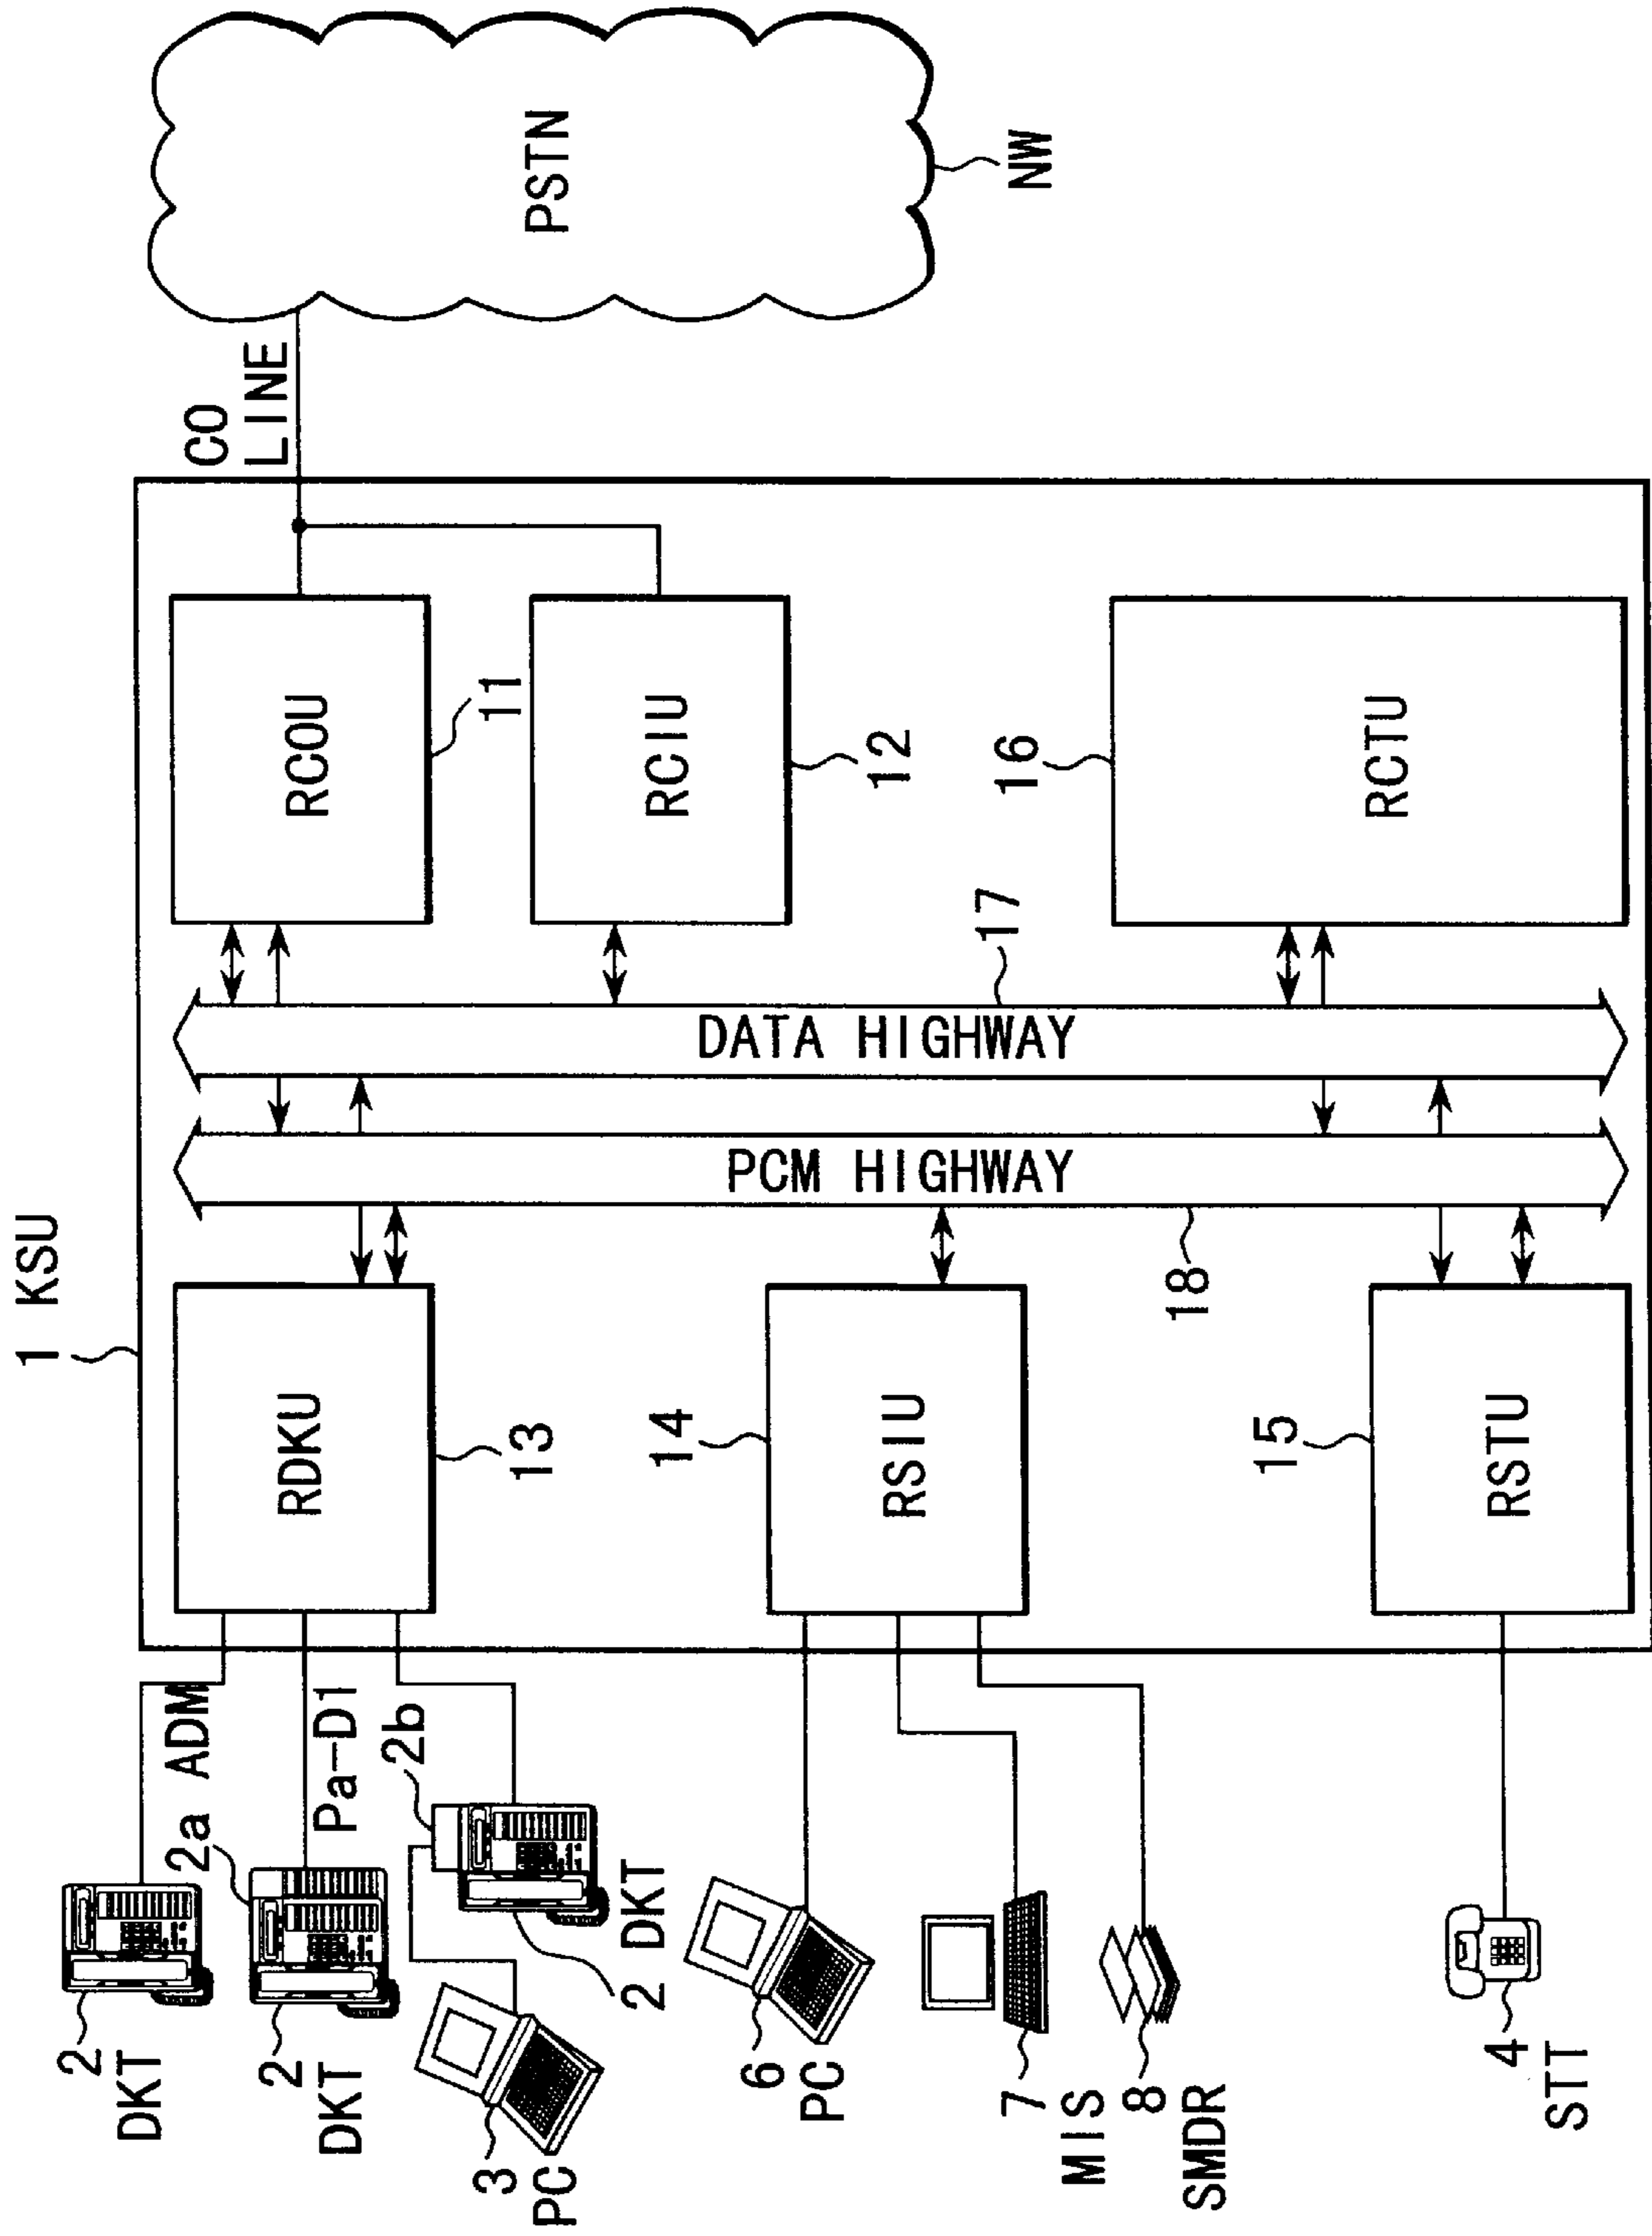 1 KSU
2
DKT
2a ADM
2
DKT
Pa-D1
2b
3
PC
2
DKT
6
PC
7
MIS
8
SMDR
4
STT
RDKU
13
14
RSIU
15
RSTU
PCM HIGHWAY
18
DATA HIGHWAY
17
RCOU
11
RCIU
12
16
RCTU
CO
LINE
PSTN
NW